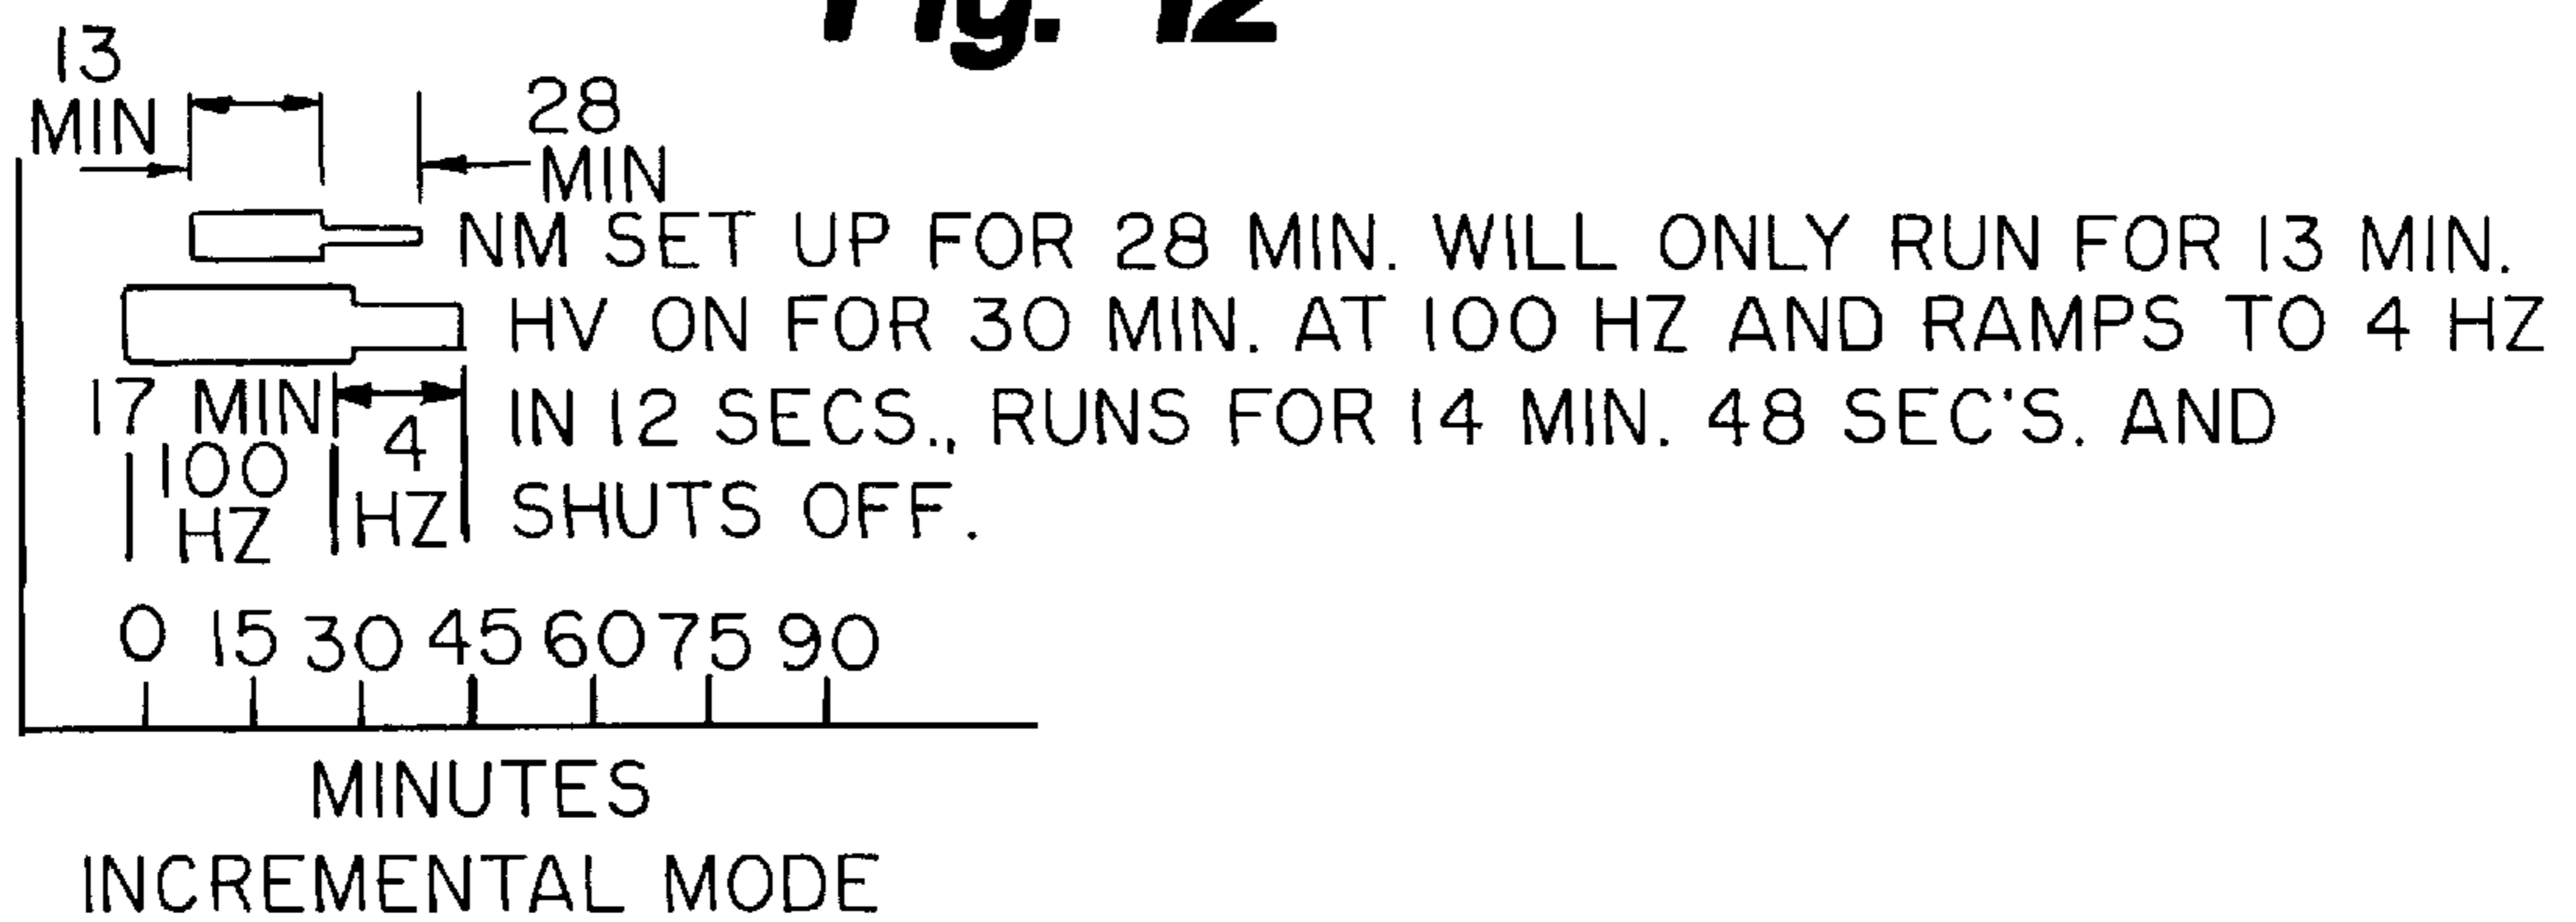 Fig. 12
13
MIN
28
MIN
NM SET UP FOR 28 MIN. WILL ONLY RUN FOR 13 MIN.
HV ON FOR 30 MIN. AT 100 HZ AND RAMPS TO 4 HZ
IN 12 SECS., RUNS FOR 14 MIN. 48 SEC'S. AND
SHUTS OFF.
17 MIN
100
HZ
4
HZ
0 15 30 45 60 75 90
MINUTES
INCREMENTAL MODE